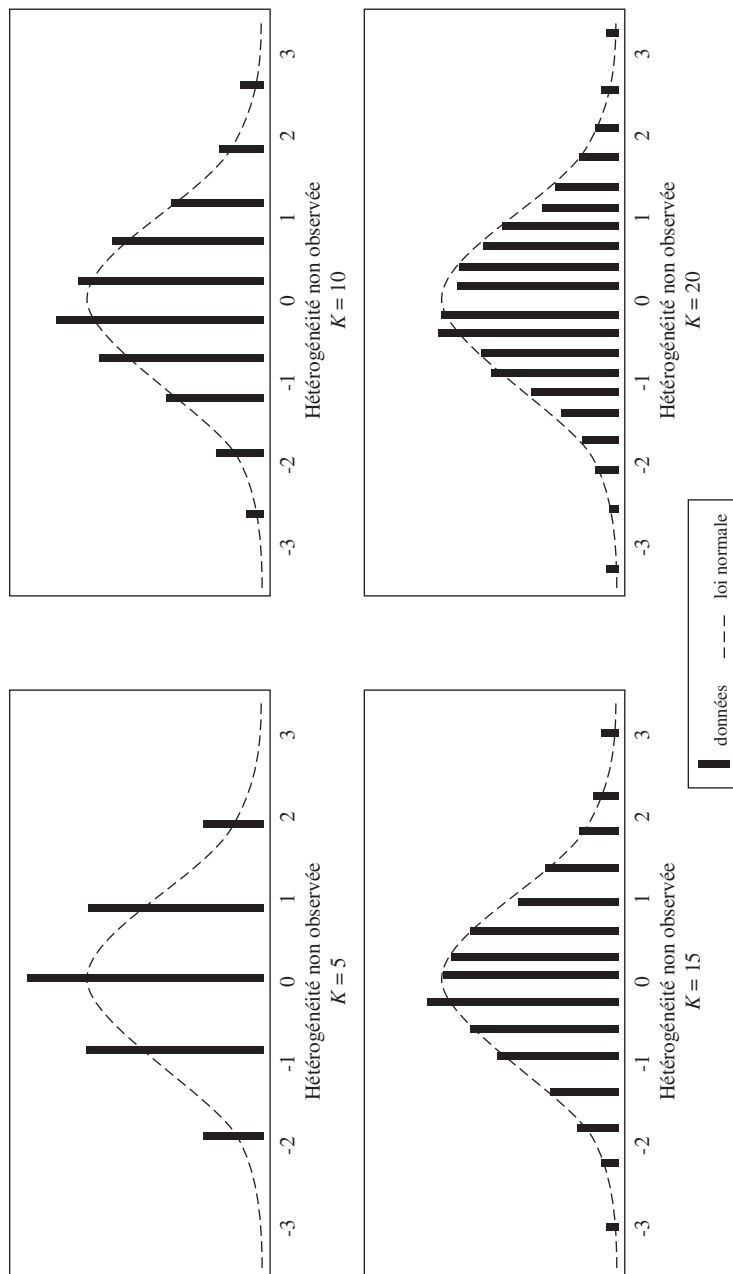 -3 -2 -1 0 1 2 3
Hétérogénéité non observée
K = 5
-3 -2 -1 0 1 2 3
Hétérogénéité non observée
K = 10
-3 -2 -1 0 1 2 3
Hétérogénéité non observée
K = 15
-3 -2 -1 0 1 2 3
Hétérogénéité non observée
K = 20
données loi normale